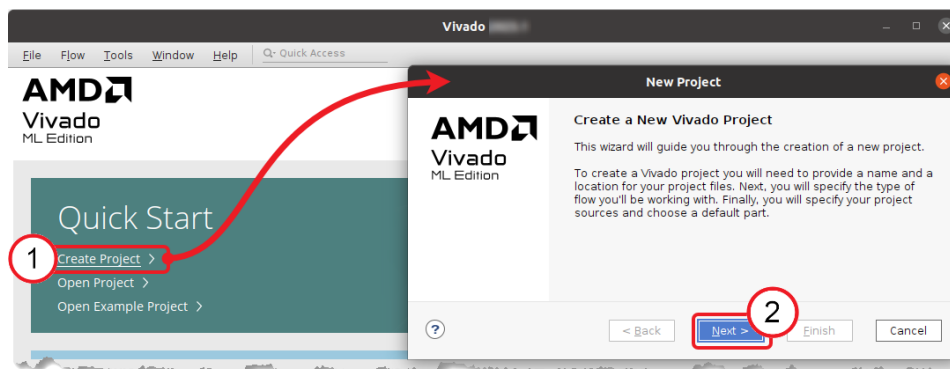 Vivado
File Flow Tools Window Help Q- Quick Access
AMD
Vivado
ML Edition
Quick Start
1
Create Project >
Open Project >
Open Example Project >
New Project
AMD
Vivado
ML Edition
Create a New Vivado Project
This wizard will guide you through the creation of a new project.
To create a Vivado project you will need to provide a name and a
location for your project files. Next, you will specify the type of
flow you'll be working with. Finally, you will specify your project
sources and choose a default part.
2
?
< Back Next > Finish Cancel